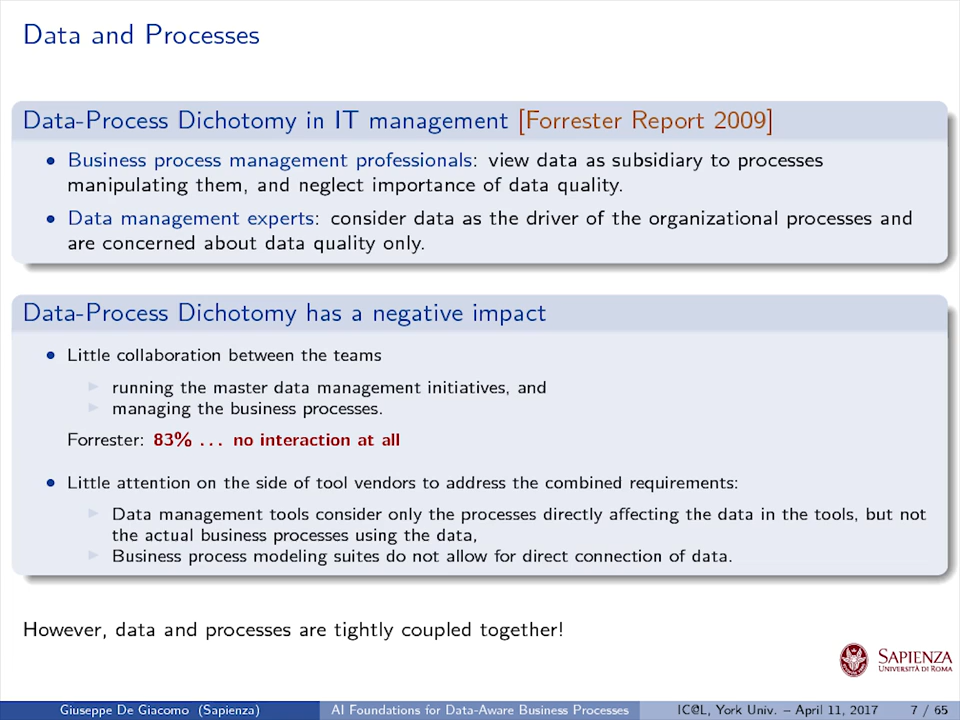 Data and Processes
Data-Process Dichotomy in IT management [Forrester Report 2009]
• Business process management professionals: view data as subsidiary to processes
manipulating them, and neglect importance of data quality.
• Data management experts: consider data as the driver of the organizational processes and
are concerned about data quality only.
Data-Process Dichotomy has a negative impact
• Little collaboration between the teams
▶ running the master data management initiatives, and
▶ managing the business processes.
Forrester: 83% ... no interaction at all
• Little attention on the side of tool vendors to address the combined requirements:
▶ Data management tools consider only the processes directly affecting the data in the tools, but not
the actual business processes using the data,
▶ Business process modeling suites do not allow for direct connection of data.
However, data and processes are tightly coupled together!
SAPIENZA
UNIVERSITÀ DI ROMA
Giuseppe De Giacomo (Sapienza) AI Foundations for Data-Aware Business Processes IC@L, York Univ. – April 11, 2017 7 / 65